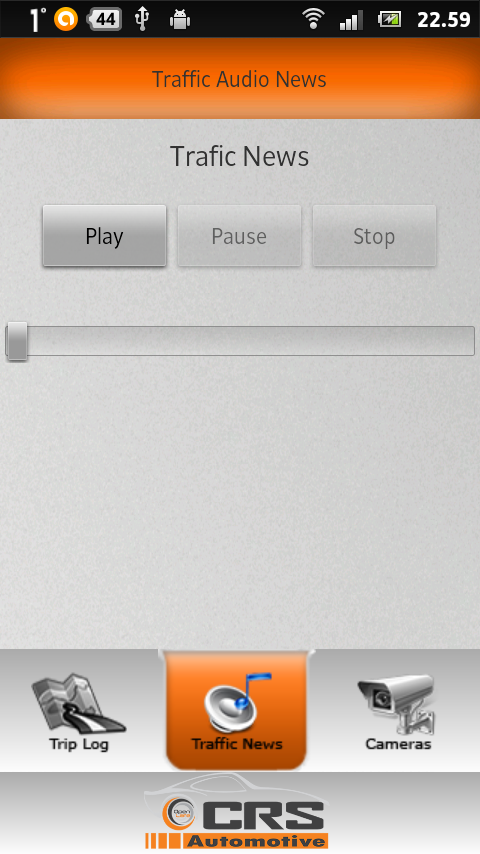 1° 44 22.59
Traffic Audio News
Trafic News
Play Pause Stop
Trip Log Traffic News Cameras
CRS
Automotive